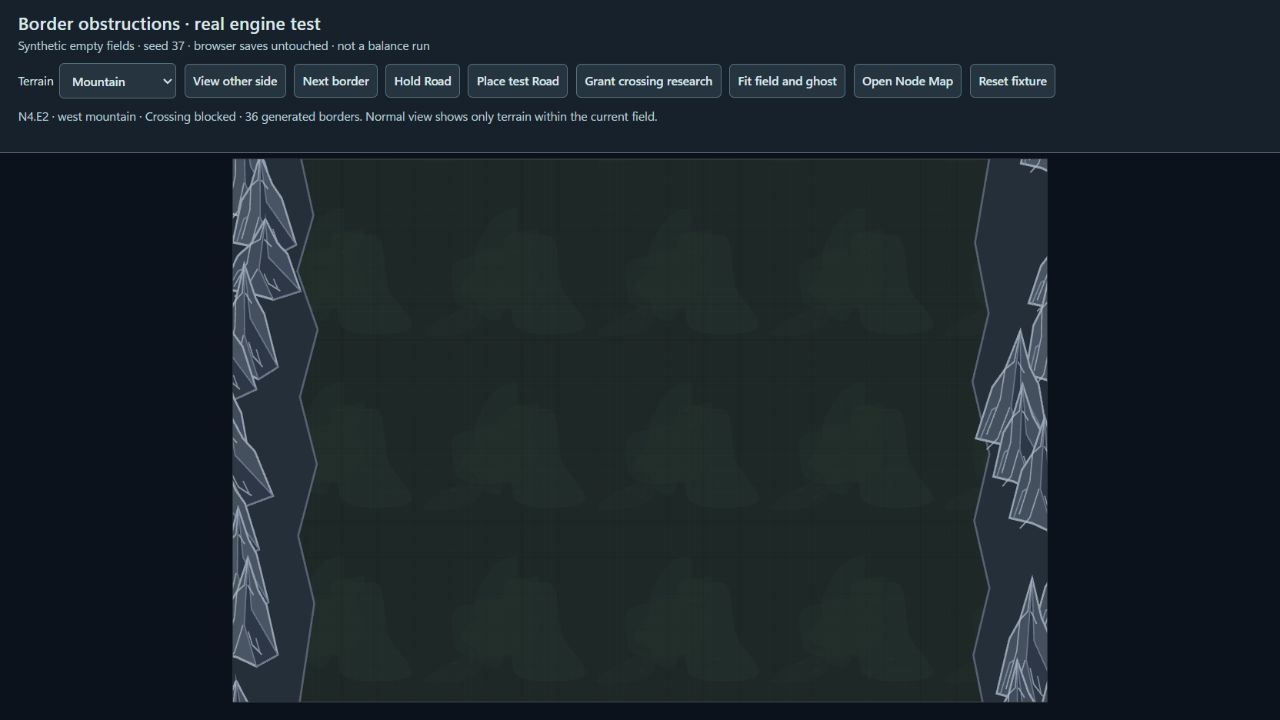 Border obstructions · real engine test
Synthetic empty fields · seed 37 · browser saves untouched · not a balance run
Terrain Mountain View other side Next border Hold Road Place test Road Grant crossing research Fit field and ghost Open Node Map Reset fixture
N4.E2 · west mountain · Crossing blocked · 36 generated borders. Normal view shows only terrain within the current field.